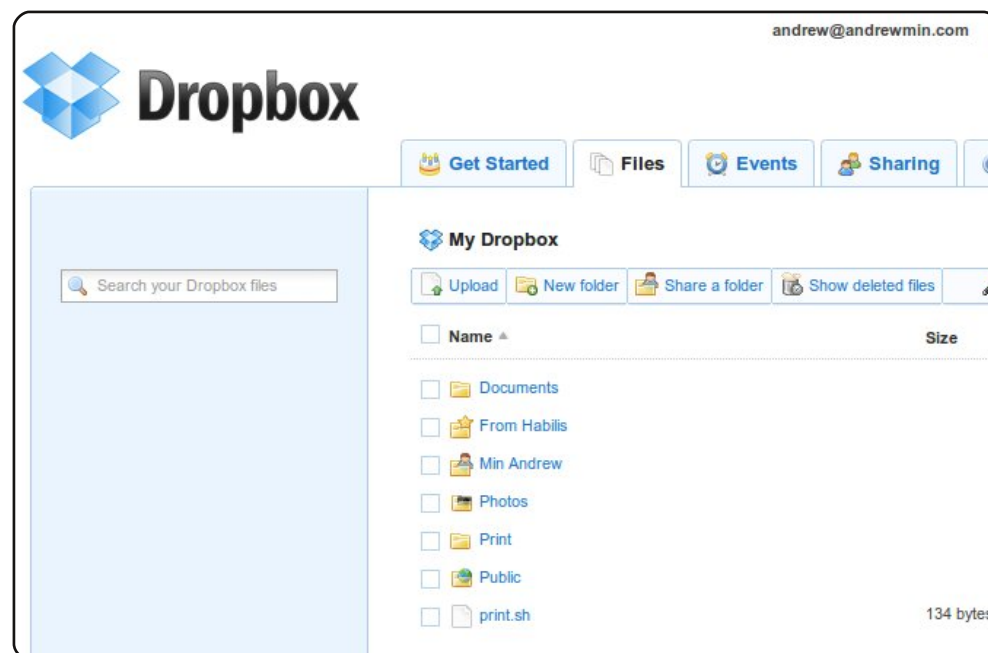 andrew@andrewmin.com
Dropbox
Get Started Files Events Sharing
My Dropbox
Search your Dropbox files
Upload New folder Share a folder Show deleted files
Name Size
Documents
From Habilis
Min Andrew
Photos
Print
Public
print.sh 134 bytes